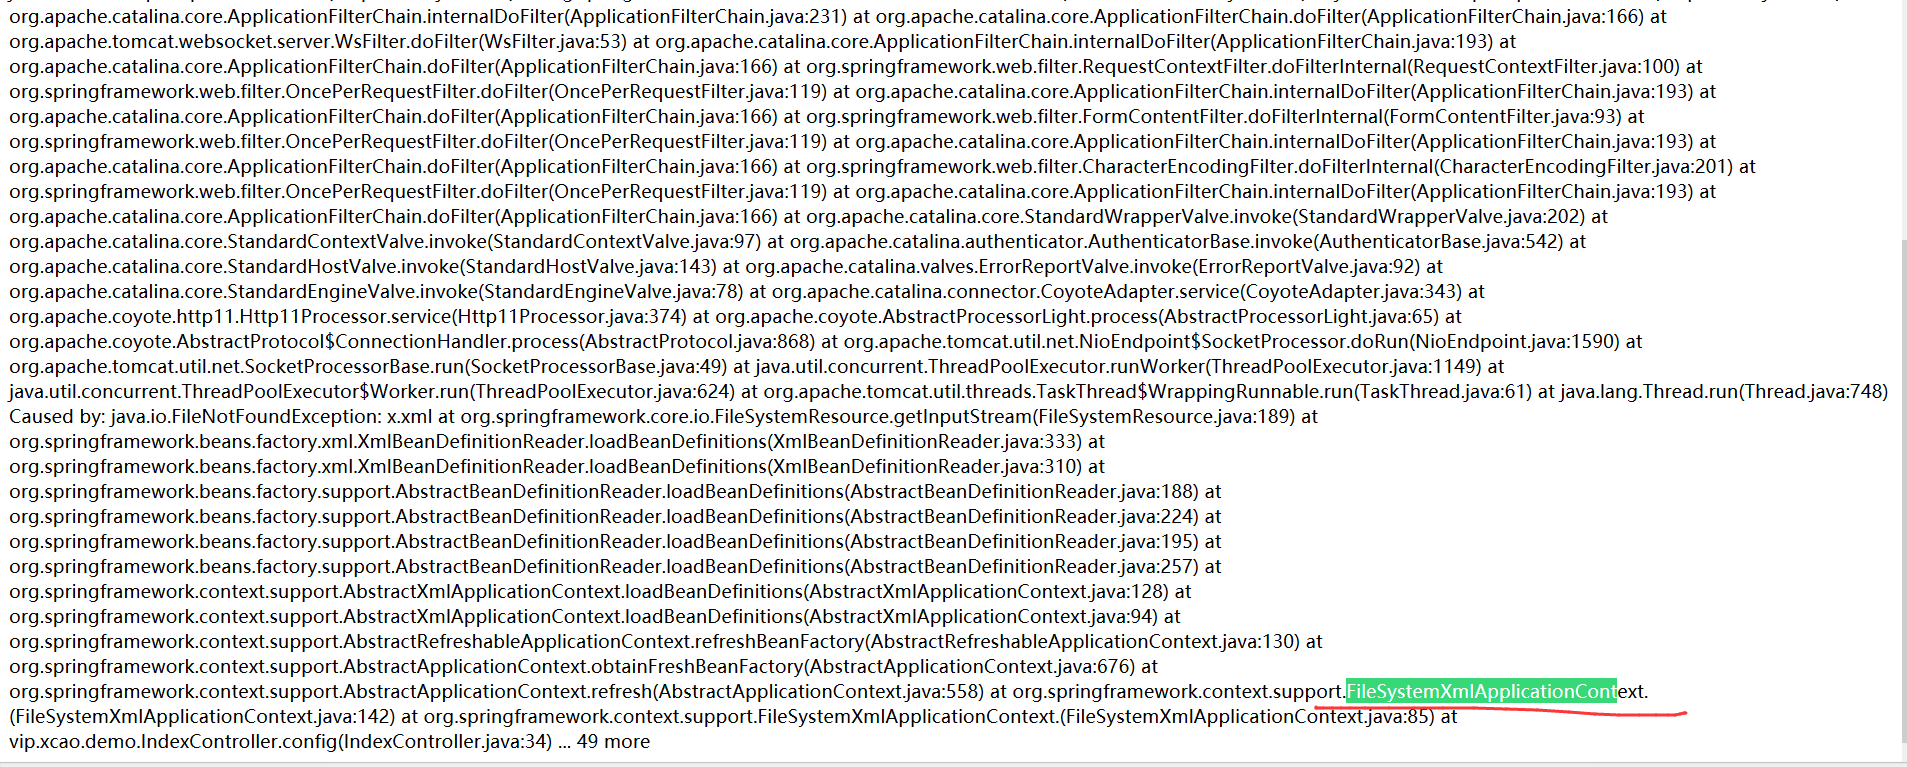 org.apache.catalina.core.ApplicationFilterChain.internalDoFilter(ApplicationFilterChain.java:231) at org.apache.catalina.core.ApplicationFilterChain.doFilter(ApplicationFilterChain.java:166) at
org.apache.tomcat.websocket.server.WsFilter.doFilter(WsFilter.java:53) at org.apache.catalina.core.ApplicationFilterChain.internalDoFilter(ApplicationFilterChain.java:193) at
org.apache.catalina.core.ApplicationFilterChain.doFilter(ApplicationFilterChain.java:166) at org.springframework.web.filter.RequestContextFilter.doFilterInternal(RequestContextFilter.java:100) at
org.springframework.web.filter.OncePerRequestFilter.doFilter(OncePerRequestFilter.java:119) at org.apache.catalina.core.ApplicationFilterChain.internalDoFilter(ApplicationFilterChain.java:193) at
org.apache.catalina.core.ApplicationFilterChain.doFilter(ApplicationFilterChain.java:166) at org.springframework.web.filter.FormContentFilter.doFilterInternal(FormContentFilter.java:93) at
org.springframework.web.filter.OncePerRequestFilter.doFilter(OncePerRequestFilter.java:119) at org.apache.catalina.core.ApplicationFilterChain.internalDoFilter(ApplicationFilterChain.java:193) at
org.apache.catalina.core.ApplicationFilterChain.doFilter(ApplicationFilterChain.java:166) at org.springframework.web.filter.CharacterEncodingFilter.doFilterInternal(CharacterEncodingFilter.java:201) at
org.springframework.web.filter.OncePerRequestFilter.doFilter(OncePerRequestFilter.java:119) at org.apache.catalina.core.ApplicationFilterChain.internalDoFilter(ApplicationFilterChain.java:193) at
org.apache.catalina.core.ApplicationFilterChain.doFilter(ApplicationFilterChain.java:166) at org.apache.catalina.core.StandardWrapperValve.invoke(StandardWrapperValve.java:202) at
org.apache.catalina.core.StandardContextValve.invoke(StandardContextValve.java:97) at org.apache.catalina.authenticator.AuthenticatorBase.invoke(AuthenticatorBase.java:542) at
org.apache.catalina.core.StandardHostValve.invoke(StandardHostValve.java:143) at org.apache.catalina.valves.ErrorReportValve.invoke(ErrorReportValve.java:92) at
org.apache.catalina.core.StandardEngineValve.invoke(StandardEngineValve.java:78) at org.apache.catalina.connector.CoyoteAdapter.service(CoyoteAdapter.java:343) at
org.apache.coyote.http11.Http11Processor.service(Http11Processor.java:374) at org.apache.coyote.AbstractProcessorLight.process(AbstractProcessorLight.java:65) at
org.apache.coyote.AbstractProtocol$ConnectionHandler.process(AbstractProtocol.java:868) at org.apache.tomcat.util.net.NioEndpoint$SocketProcessor.doRun(NioEndpoint.java:1590) at
org.apache.tomcat.util.net.SocketProcessorBase.run(SocketProcessorBase.java:49) at java.util.concurrent.ThreadPoolExecutor.runWorker(ThreadPoolExecutor.java:1149) at
java.util.concurrent.ThreadPoolExecutor$Worker.run(ThreadPoolExecutor.java:624) at org.apache.tomcat.util.threads.TaskThread$WrappingRunnable.run(TaskThread.java:61) at java.lang.Thread.run(Thread.java:748)
Caused by: java.io.FileNotFoundException: x.xml at org.springframework.core.io.FileSystemResource.getInputStream(FileSystemResource.java:189) at
org.springframework.beans.factory.xml.XmlBeanDefinitionReader.loadBeanDefinitions(XmlBeanDefinitionReader.java:333) at
org.springframework.beans.factory.xml.XmlBeanDefinitionReader.loadBeanDefinitions(XmlBeanDefinitionReader.java:310) at
org.springframework.beans.factory.support.AbstractBeanDefinitionReader.loadBeanDefinitions(AbstractBeanDefinitionReader.java:188) at
org.springframework.beans.factory.support.AbstractBeanDefinitionReader.loadBeanDefinitions(AbstractBeanDefinitionReader.java:224) at
org.springframework.beans.factory.support.AbstractBeanDefinitionReader.loadBeanDefinitions(AbstractBeanDefinitionReader.java:195) at
org.springframework.beans.factory.support.AbstractBeanDefinitionReader.loadBeanDefinitions(AbstractBeanDefinitionReader.java:257) at
org.springframework.context.support.AbstractXmlApplicationContext.loadBeanDefinitions(AbstractXmlApplicationContext.java:128) at
org.springframework.context.support.AbstractXmlApplicationContext.loadBeanDefinitions(AbstractXmlApplicationContext.java:94) at
org.springframework.context.support.AbstractRefreshableApplicationContext.refreshBeanFactory(AbstractRefreshableApplicationContext.java:130) at
org.springframework.context.support.AbstractApplicationContext.obtainFreshBeanFactory(AbstractApplicationContext.java:676) at
org.springframework.context.support.AbstractApplicationContext.refresh(AbstractApplicationContext.java:558) at org.springframework.context.support.FileSystemXmlApplicationContext.
(FileSystemXmlApplicationContext.java:142) at org.springframework.context.support.FileSystemXmlApplicationContext.(FileSystemXmlApplicationContext.java:85) at
vip.xcao.demo.IndexController.config(IndexController.java:34) ... 49 more